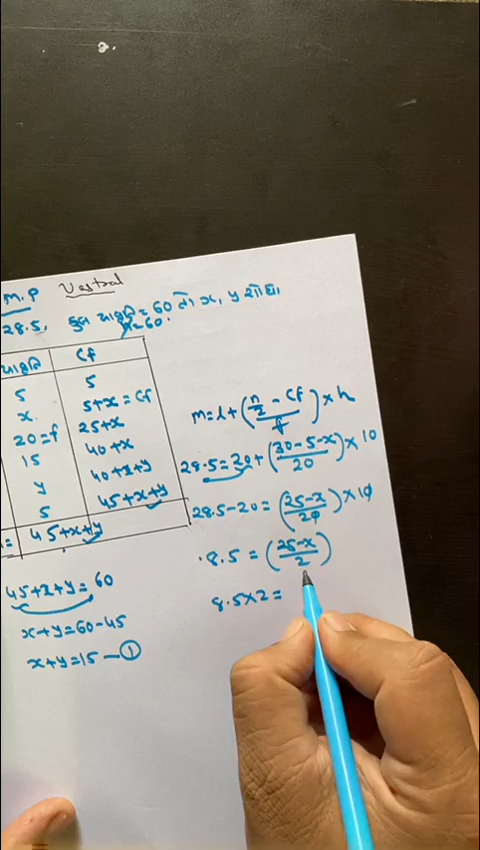 M.P Vastral
28.5, કુલ આવૃત્તિ = 60 તો x, y શોધો
n=60.
આવૃત્તિ cf
5 5
x 5+x = cf
20=f 25+x
15 40+x
y 40+x+y
5 45+x+y
n= 45+x+y
45+x+y=60
x+y=60-45
x+y=15 — ①
m=l+(n/2 - cf / f) × h
28.5=20+(30-5-x / 20) × 10
28.5-20=(25-x / 20) × 10
8.5=(25-x / 2)
8.5×2=